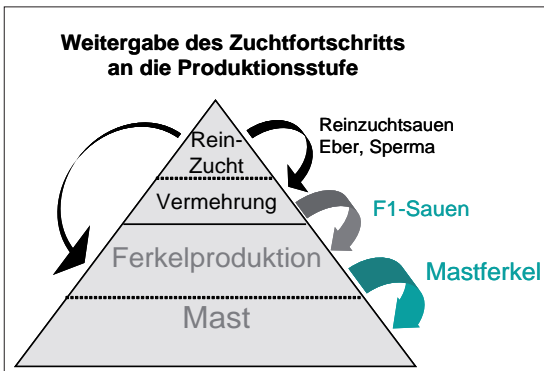 Weitergabe des Zuchtfortschritts
an die Produktionsstufe
Rein-
Zucht
Reinzuchtsauen
Eber, Sperma
Vermehrung
F1-Sauen
Ferkelproduktion
Mastferkel
Mast